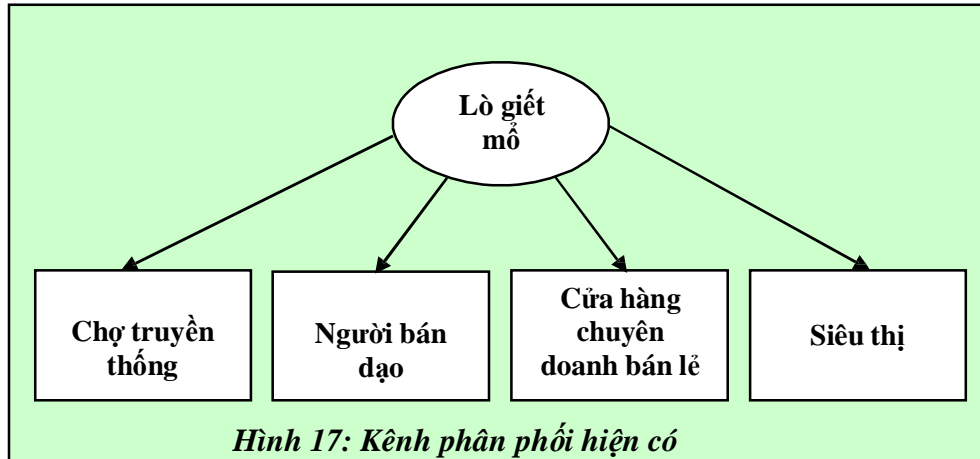 Lò giết
mổ
Chợ truyền
thống
Người bán
dạo
Cửa hàng
chuyên
doanh bán lẻ
Siêu thị
Hình 17: Kênh phân phối hiện có